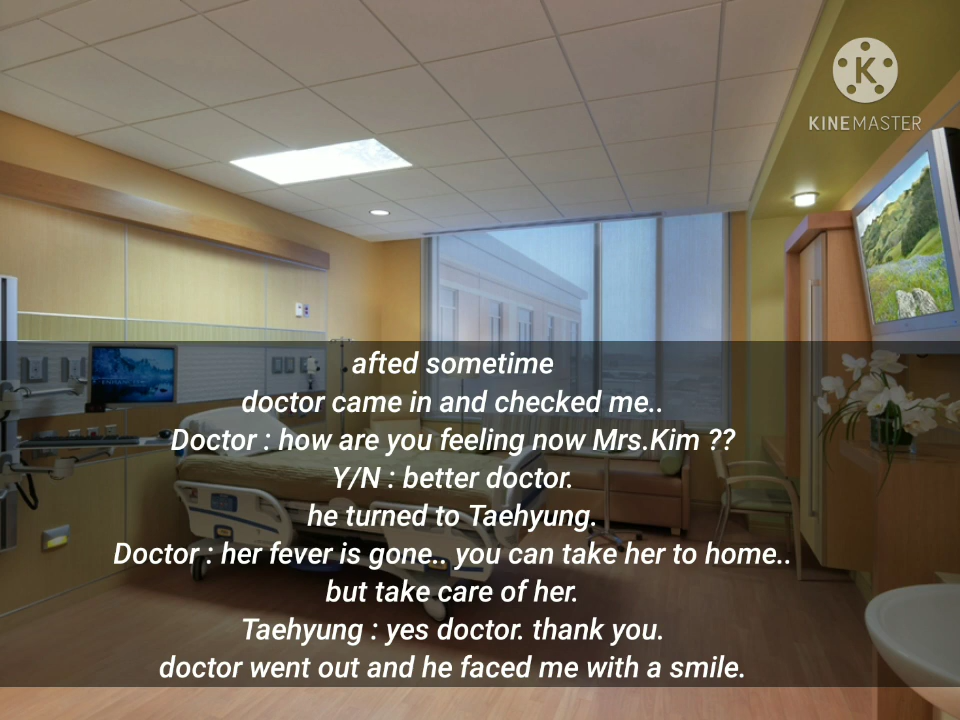 KINEMASTER
afted sometime
doctor came in and checked me..
Doctor : how are you feeling now Mrs.Kim ??
Y/N : better doctor.
he turned to Taehyung.
Doctor : her fever is gone.. you can take her to home..
but take care of her.
Taehyung : yes doctor. thank you.
doctor went out and he faced me with a smile.